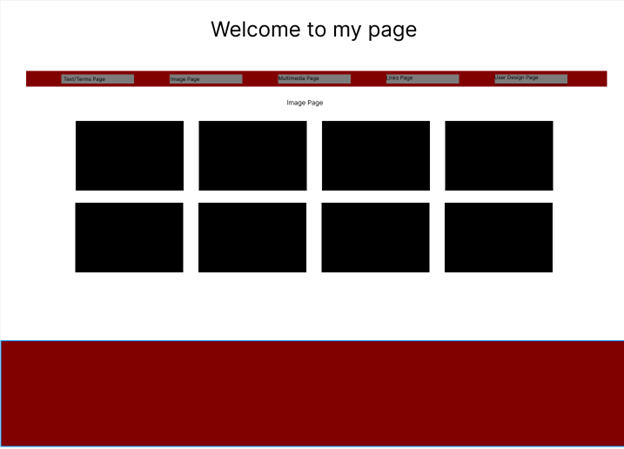 Welcome to my page
Text/Terms Page
Image Page
Multimedia Page
Links Page
User Design Page
Image Page